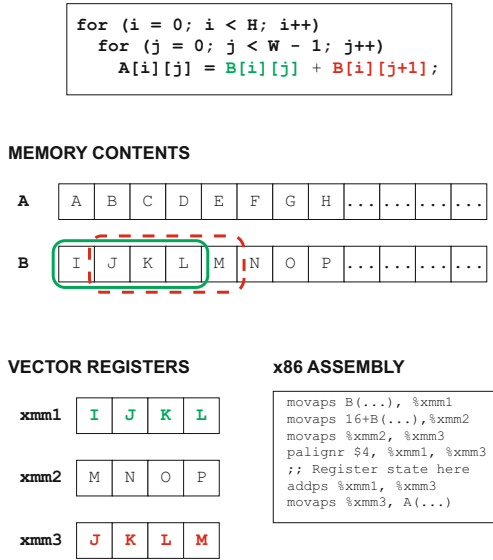 for (i = 0; i < H; i++)
for (j = 0; j < W - 1; j++)
A[i][j] = B[i][j] + B[i][j+1];
MEMORY CONTENTS
A A B C D E F G H ... ... ... ...
B I J K L M N O P ... ... ... ...
VECTOR REGISTERS
xmm1 I J K L
xmm2 M N O P
xmm3 J K L M
x86 ASSEMBLY
movaps B(...), %xmm1
movaps 16+B(...),%xmm2
movaps %xmm2, %xmm3
palignr $4, %xmm1, %xmm3
;; Register state here
addps %xmm1, %xmm3
movaps %xmm3, A(...)